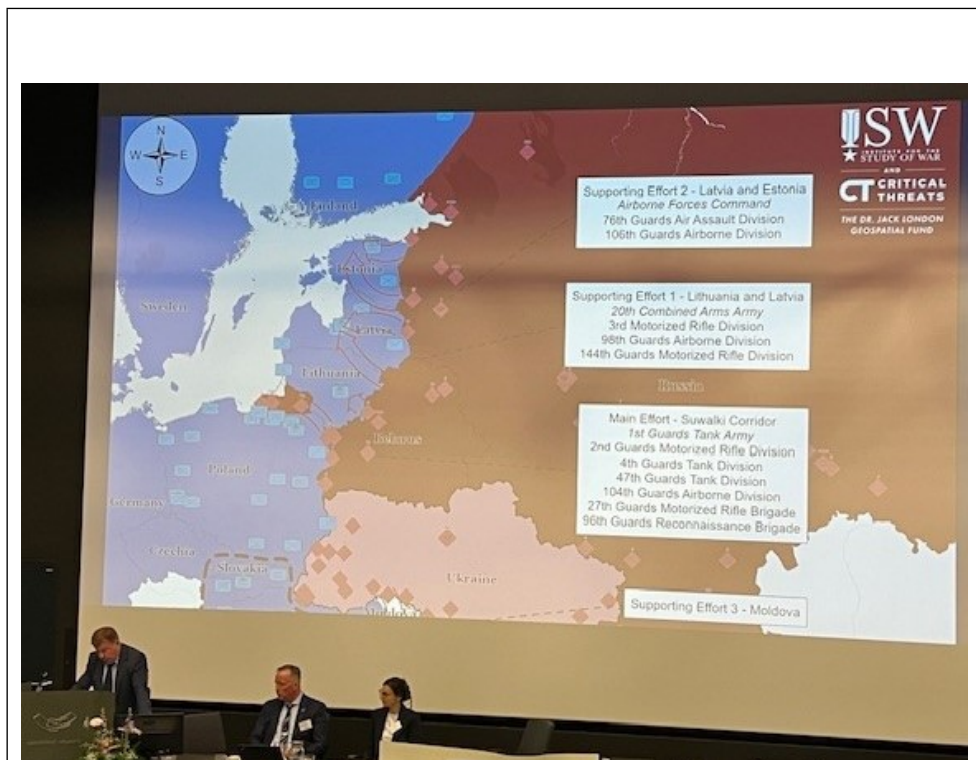 N
W E
S
ISW
INSTITUTE FOR THE
STUDY OF WAR
AND
CT CRITICAL
THREATS
THE DR. JACK LONDON
GEOSPATIAL FUND
Supporting Effort 2 - Latvia and Estonia
Airborne Forces Command
76th Guards Air Assault Division
106th Guards Airborne Division
Supporting Effort 1 - Lithuania and Latvia
20th Combined Arms Army
3rd Motorized Rifle Division
98th Guards Airborne Division
144th Guards Motorized Rifle Division
Main Effort - Suwalki Corridor
1st Guards Tank Army
2nd Guards Motorized Rifle Division
4th Guards Tank Division
47th Guards Tank Division
104th Guards Airborne Division
27th Guards Motorized Rifle Brigade
96th Guards Reconnaissance Brigade
Supporting Effort 3 - Moldova
Finland
Sweden
Estonia
Latvia
Lithuania
Russia
Belarus
Poland
Germany
Czechia
Slovakia
Ukraine
Moldova